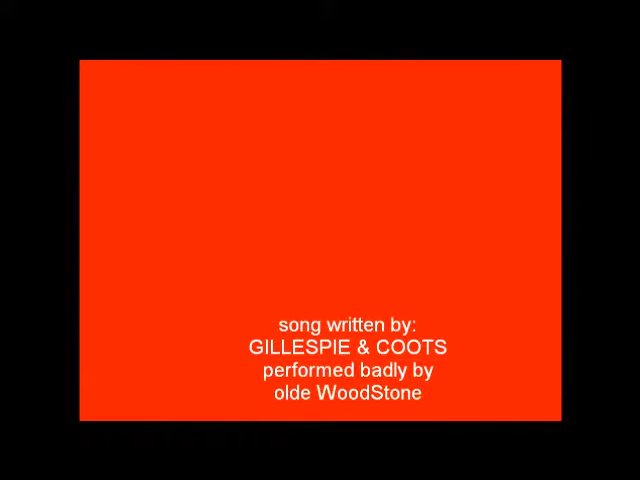 song written by:
GILLESPIE & COOTS
performed badly by
olde WoodStone